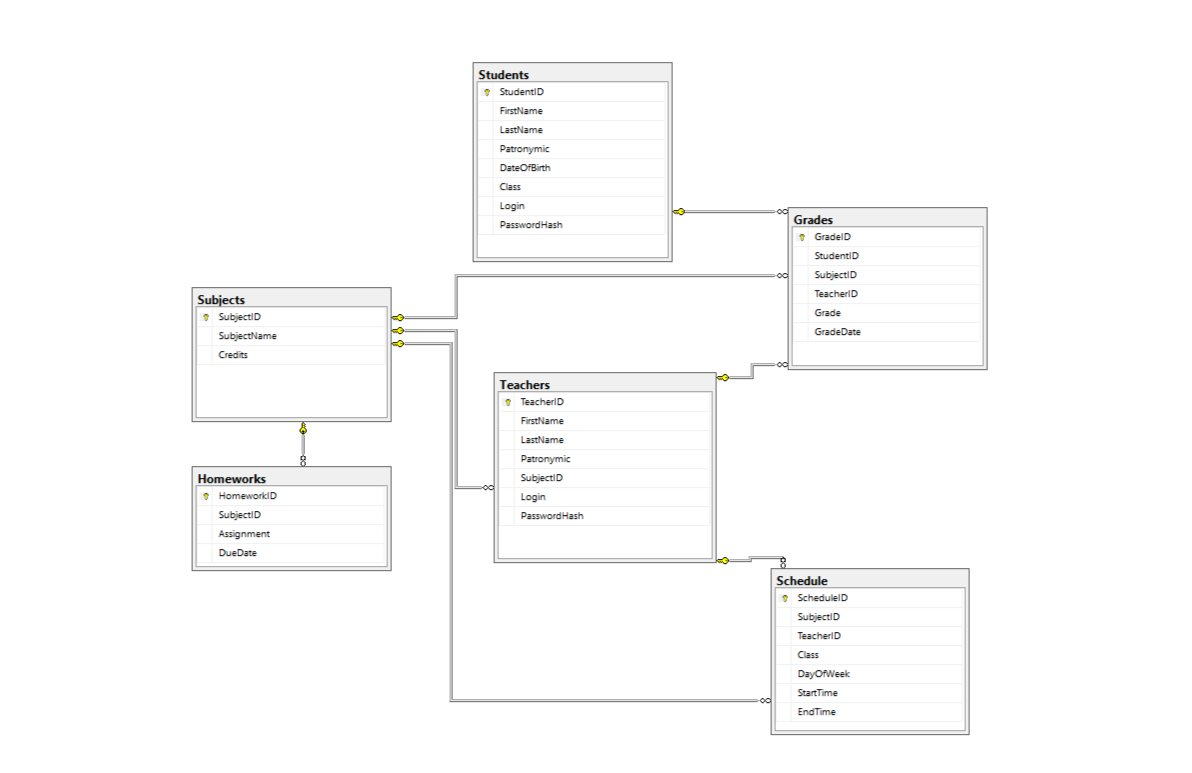 Students
StudentID
FirstName
LastName
Patronymic
DateOfBirth
Class
Login
PasswordHash
Grades
GradeID
StudentID
SubjectID
TeacherID
Grade
GradeDate
Subjects
SubjectID
SubjectName
Credits
Teachers
TeacherID
FirstName
LastName
Patronymic
SubjectID
Login
PasswordHash
Homeworks
HomeworkID
SubjectID
Assignment
DueDate
Schedule
ScheduleID
SubjectID
TeacherID
Class
DayOfWeek
StartTime
EndTime